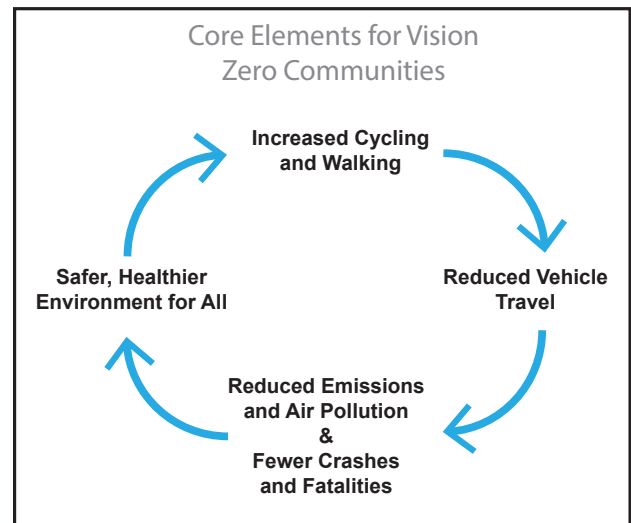 Core Elements for Vision
Zero Communities
Increased Cycling
and Walking
Reduced Vehicle
Travel
Reduced Emissions
and Air Pollution
&
Fewer Crashes
and Fatalities
Safer, Healthier
Environment for All